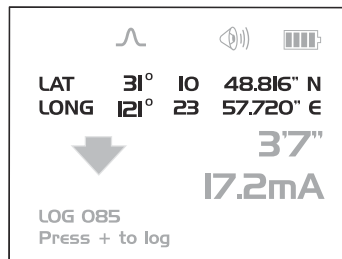 LAT 31° 10 48.816" N
LONG 121° 23 57.720" E
3'7"
17.2mA
LOG 085
Press + to log